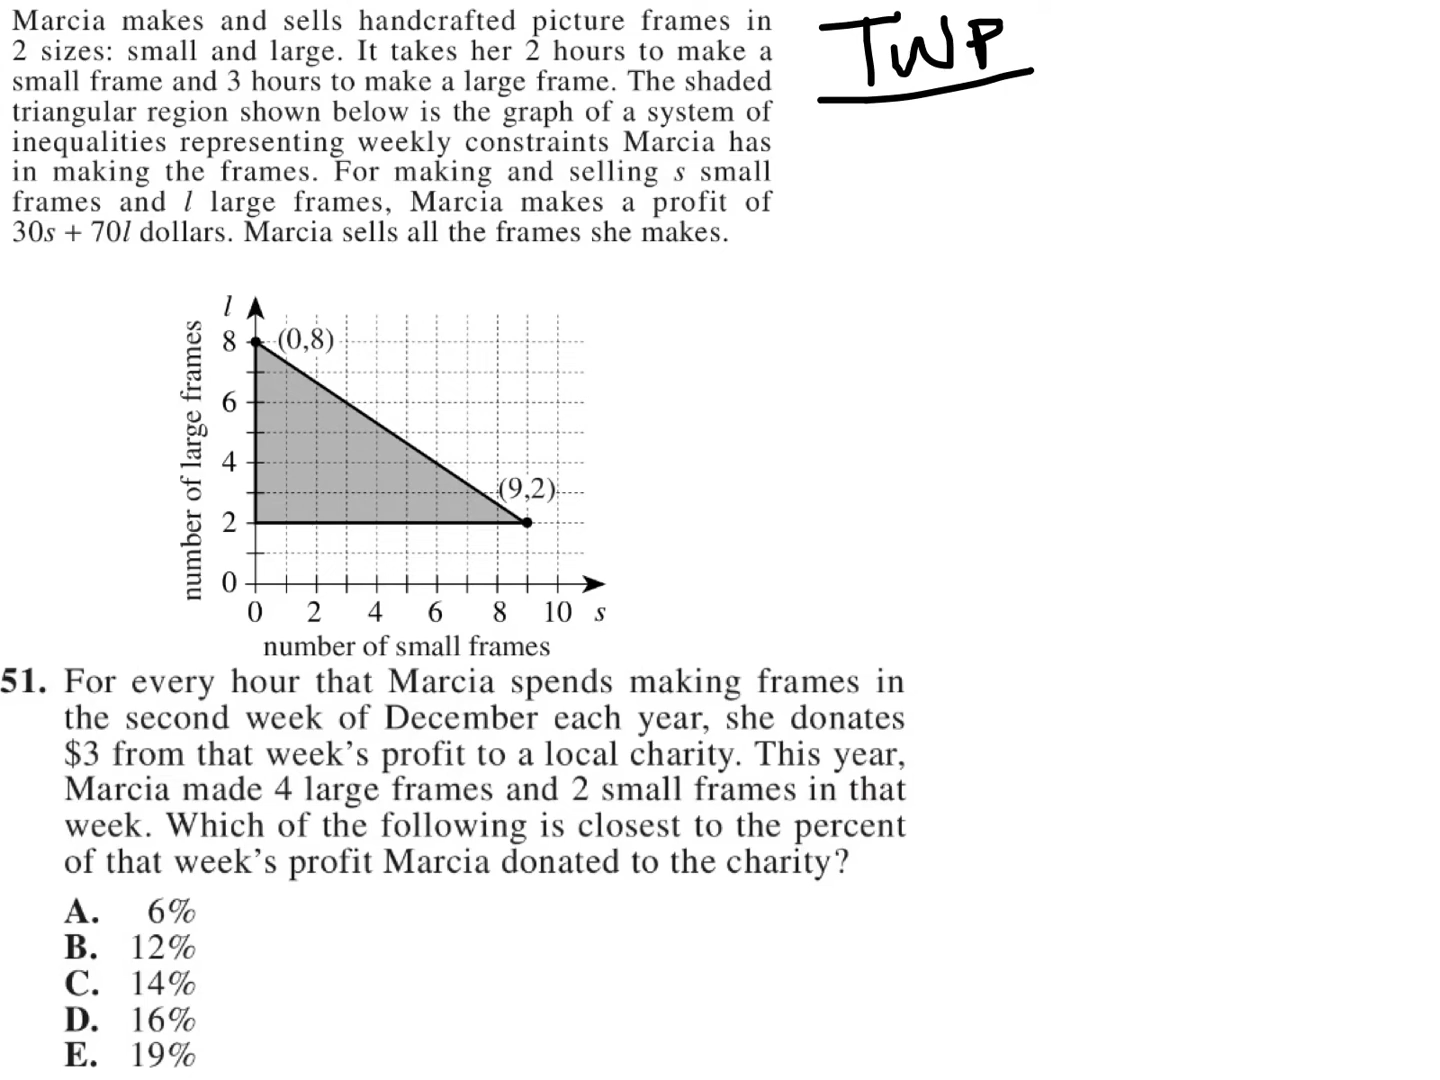 Marcia makes and sells handcrafted picture frames in
2 sizes: small and large. It takes her 2 hours to make a
small frame and 3 hours to make a large frame. The shaded
triangular region shown below is the graph of a system of
inequalities representing weekly constraints Marcia has
in making the frames. For making and selling s small
frames and l large frames, Marcia makes a profit of
30s + 70l dollars. Marcia sells all the frames she makes.
TWP
l
8
(0,8)
6
4
(9,2)
2
0
number of large frames
0 2 4 6 8 10 s
number of small frames
51. For every hour that Marcia spends making frames in
the second week of December each year, she donates
$3 from that week's profit to a local charity. This year,
Marcia made 4 large frames and 2 small frames in that
week. Which of the following is closest to the percent
of that week's profit Marcia donated to the charity?
A. 6%
B. 12%
C. 14%
D. 16%
E. 19%